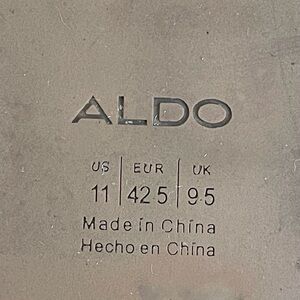 ALDO
US | EUR | UK
11 | 42.5 | 9.5
Made in China
Hecho en China